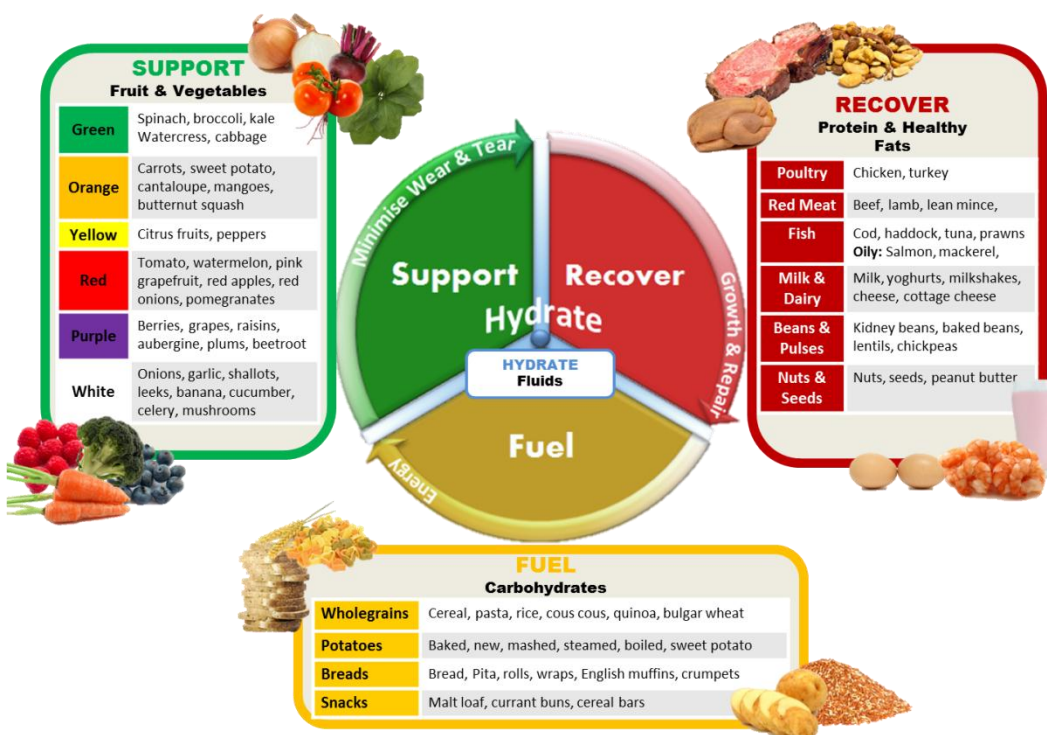 SUPPORT
Fruit & Vegetables
Green
Spinach, broccoli, kale
Watercress, cabbage
Orange
Carrots, sweet potato,
cantaloupe, mangoes,
butternut squash
Yellow
Citrus fruits, peppers
Red
Tomato, watermelon, pink
grapefruit, red apples, red
onions, pomegranates
Purple
Berries, grapes, raisins,
aubergine, plums, beetroot
White
Onions, garlic, shallots,
leeks, banana, cucumber,
celery, mushrooms
Minimise Wear & Tear
Support
Recover
Growth & Repair
Hydrate
HYDRATE
Fluids
Fuel
Energy
RECOVER
Protein & Healthy
Fats
Poultry
Chicken, turkey
Red Meat
Beef, lamb, lean mince,
Fish
Cod, haddock, tuna, prawns
Oily: Salmon, mackerel,
Milk &
Dairy
Milk, yoghurts, milkshakes,
cheese, cottage cheese
Beans &
Pulses
Kidney beans, baked beans,
lentils, chickpeas
Nuts &
Seeds
Nuts, seeds, peanut butter
FUEL
Carbohydrates
Wholegrains
Cereal, pasta, rice, cous cous, quinoa, bulgar wheat
Potatoes
Baked, new, mashed, steamed, boiled, sweet potato
Breads
Bread, Pita, rolls, wraps, English muffins, crumpets
Snacks
Malt loaf, currant buns, cereal bars